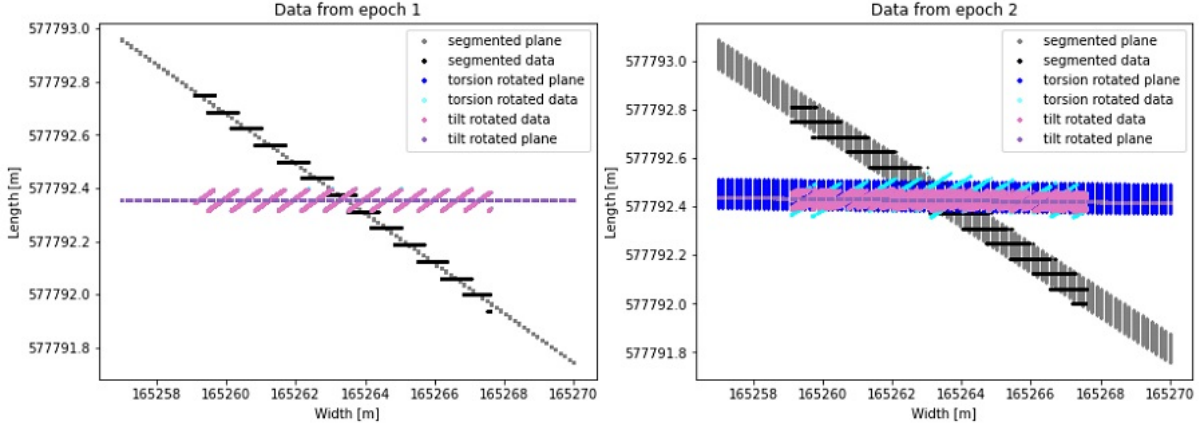 Data from epoch 1
577793.0
577792.8
577792.6
577792.4
577792.2
577792.0
577791.8
Length [m]
segmented plane
segmented data
torsion rotated plane
torsion rotated data
tilt rotated data
tilt rotated plane
165258 165260 165262 165264 165266 165268 165270
Width [m]
Data from epoch 2
577793.0
577792.8
577792.6
577792.4
577792.2
577792.0
577791.8
Length [m]
segmented plane
segmented data
torsion rotated plane
torsion rotated data
tilt rotated data
tilt rotated plane
165258 165260 165262 165264 165266 165268 165270
Width [m]